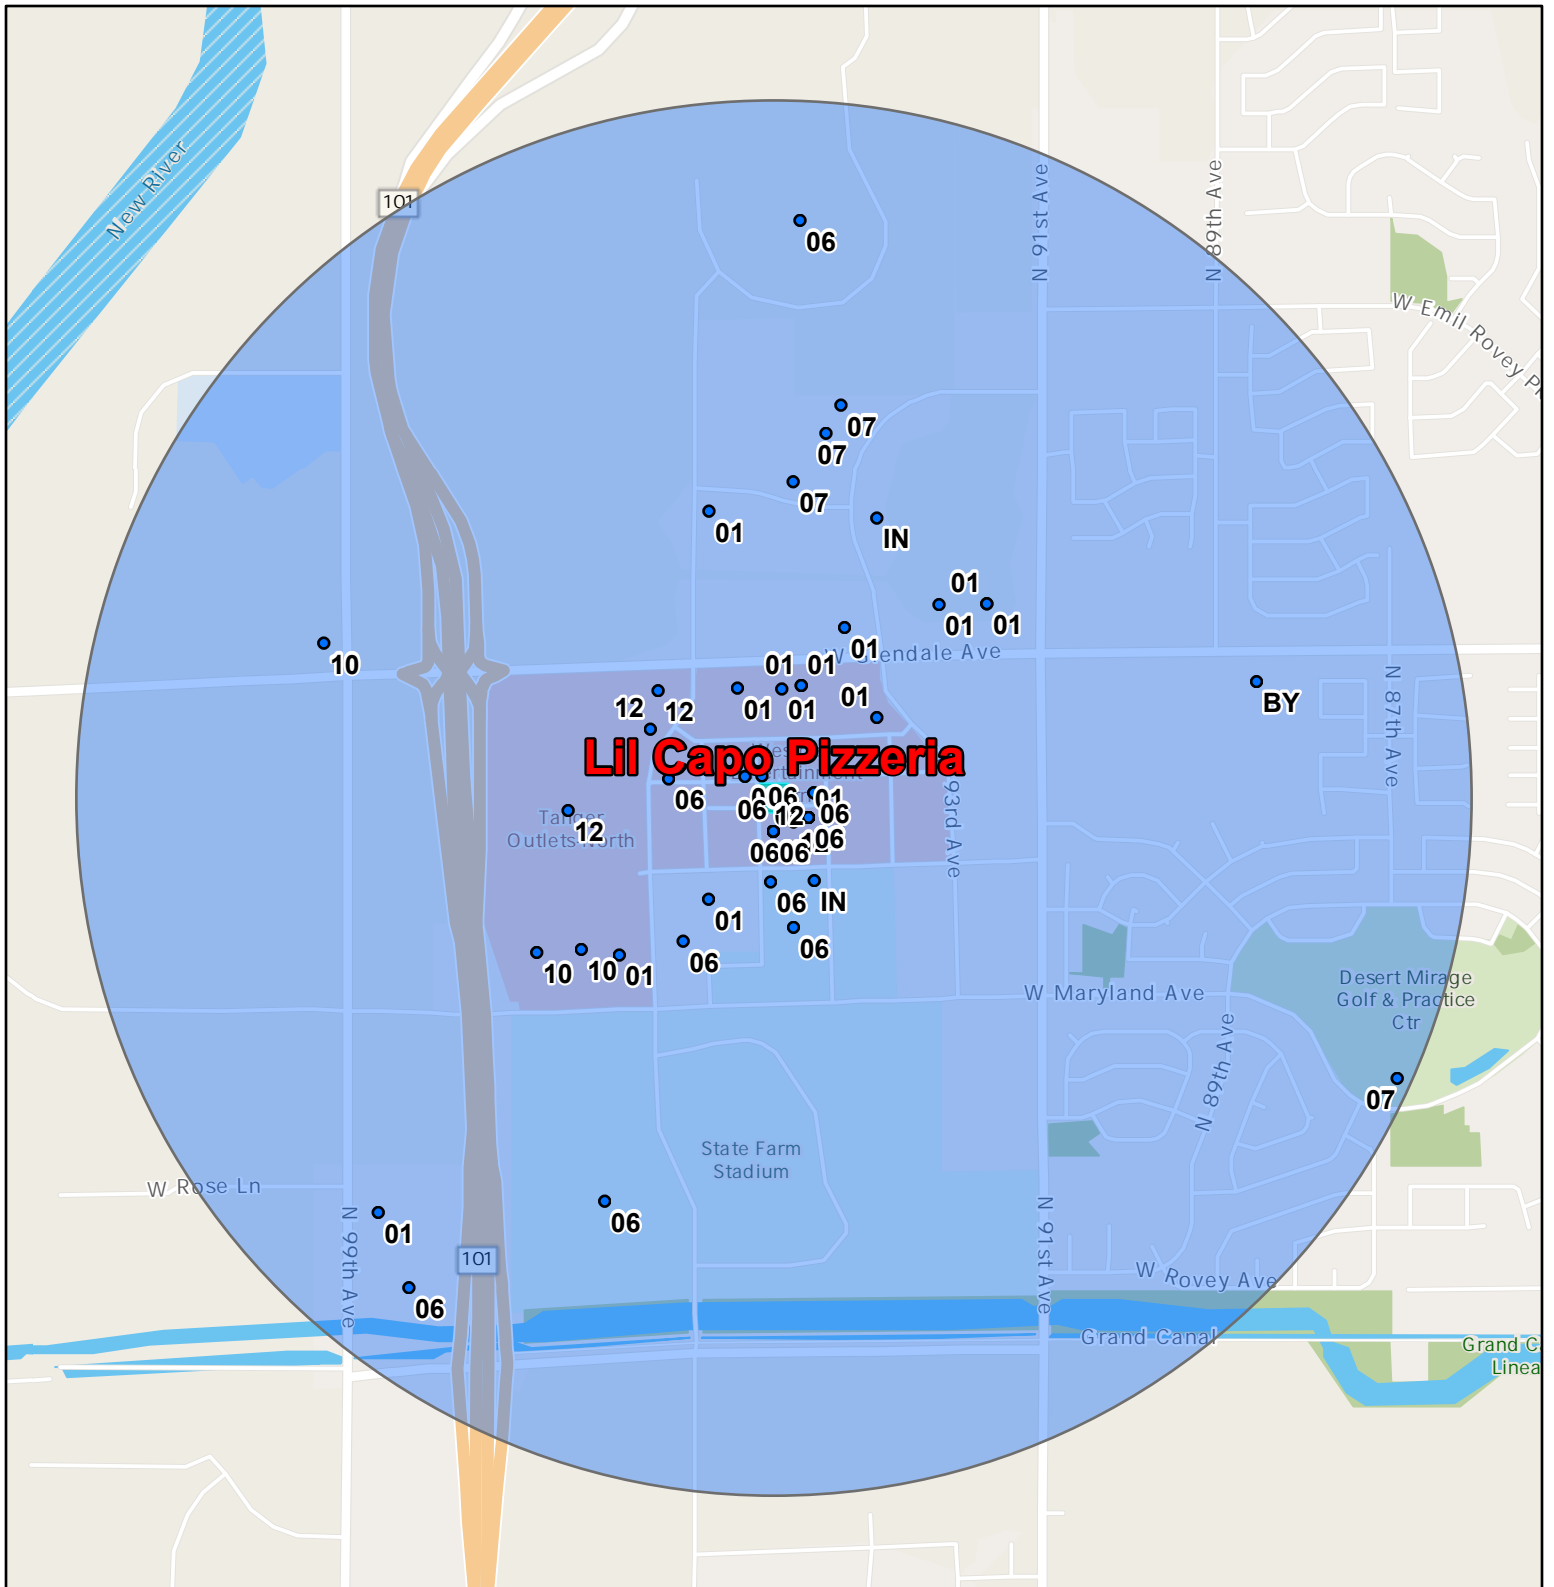 New River
101
N 91st Ave
N 89th Ave
W Emil Rovey
06
07
07
07
01
IN
01
01
01
01
W Glendale Ave
10
01
01
01
01
01
12
12
BY
N 87th Ave
Lil Capo Pizzeria
06
06
06
01
06
12
06
12
Tanger
Outlets North
06
06
93rd Ave
06
IN
01
06
06
10
10
01
W Maryland Ave
Desert Mirage
Golf & Practice
Ctr
N 89th Ave
07
State Farm
Stadium
W Rose Ln
01
06
N 99th Ave
101
N 91st Ave
W Rovey Ave
06
Grand Canal